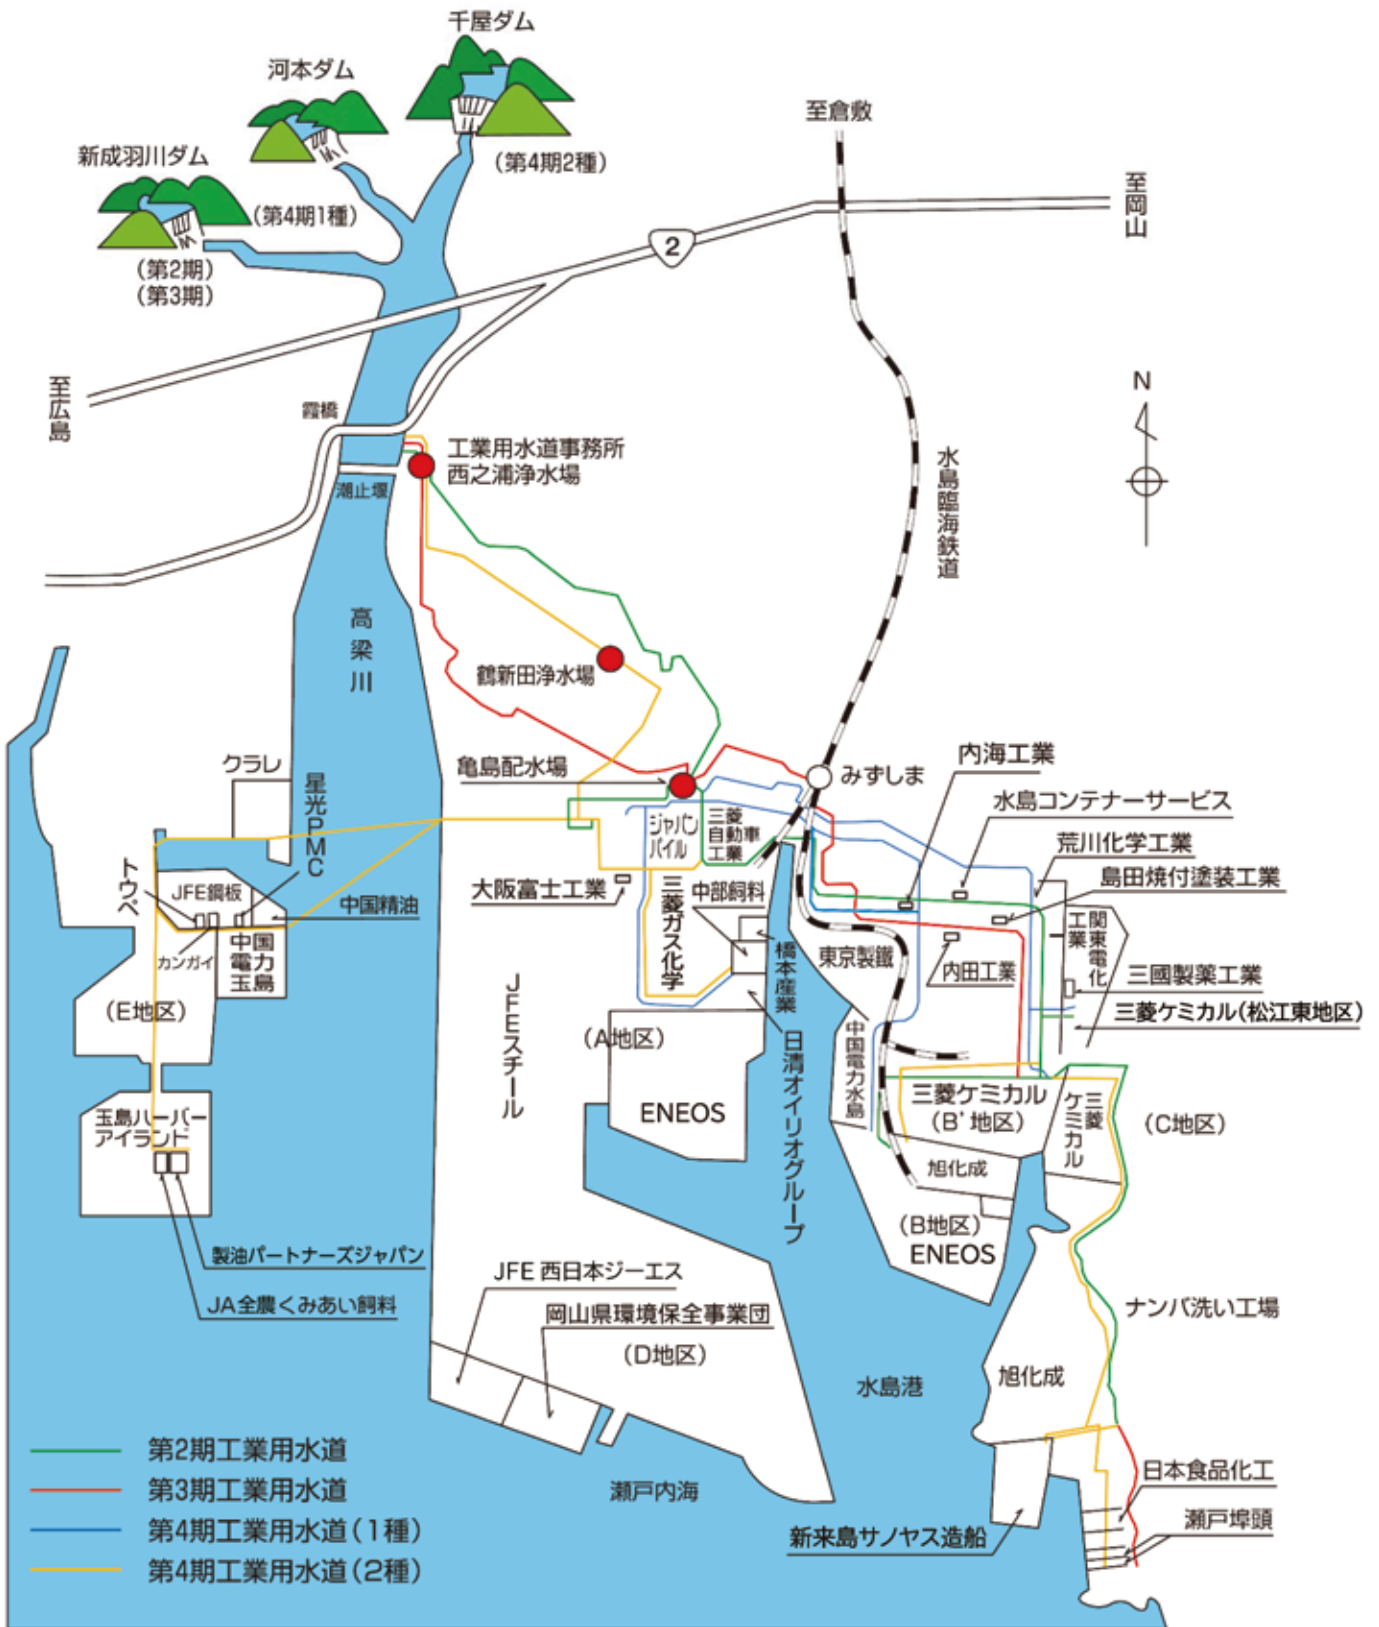 千屋ダム
河本ダム
(第4期2種)
新成羽川ダム
(第4期1種)
(第2期)
(第3期)
至倉敷
至岡山
2
至広島
霞橋
N
工業用水道事務所
西之浦浄水場
潮止堰
水島臨海鉄道
高梁川
鶴新田浄水場
クラレ
星光PMC
亀島配水場
みずしま
内海工業
水島コンテナーサービス
荒川化学工業
島田焼付塗装工業
ジャパン
パイル
三菱
自動車
工業
トウペ
JFE鋼板
中国精油
カンガイ
中国
電力
玉島
大阪富士工業
三菱ガス化学
中部飼料
橋本産業
東京製鐵
内田工業
関東電化
工業
三國製薬工業
三菱ケミカル(松江東地区)
(E地区)
JFEスチール
(A地区)
日清オイリオグループ
中国電力水島
ENEOS
三菱ケミカル
(B'地区)
三菱
ケミカル
(C地区)
玉島ハーバー
アイランド
旭化成
(B地区)
ENEOS
製油パートナーズジャパン
JA全農くみあい飼料
JFE 西日本ジーエス
岡山県環境保全事業団
(D地区)
ナンバ洗い工場
旭化成
水島港
第2期工業用水道
第3期工業用水道
第4期工業用水道(1種)
第4期工業用水道(2種)
瀬戸内海
日本食品化工
瀬戸埠頭
新来島サノヤス造船